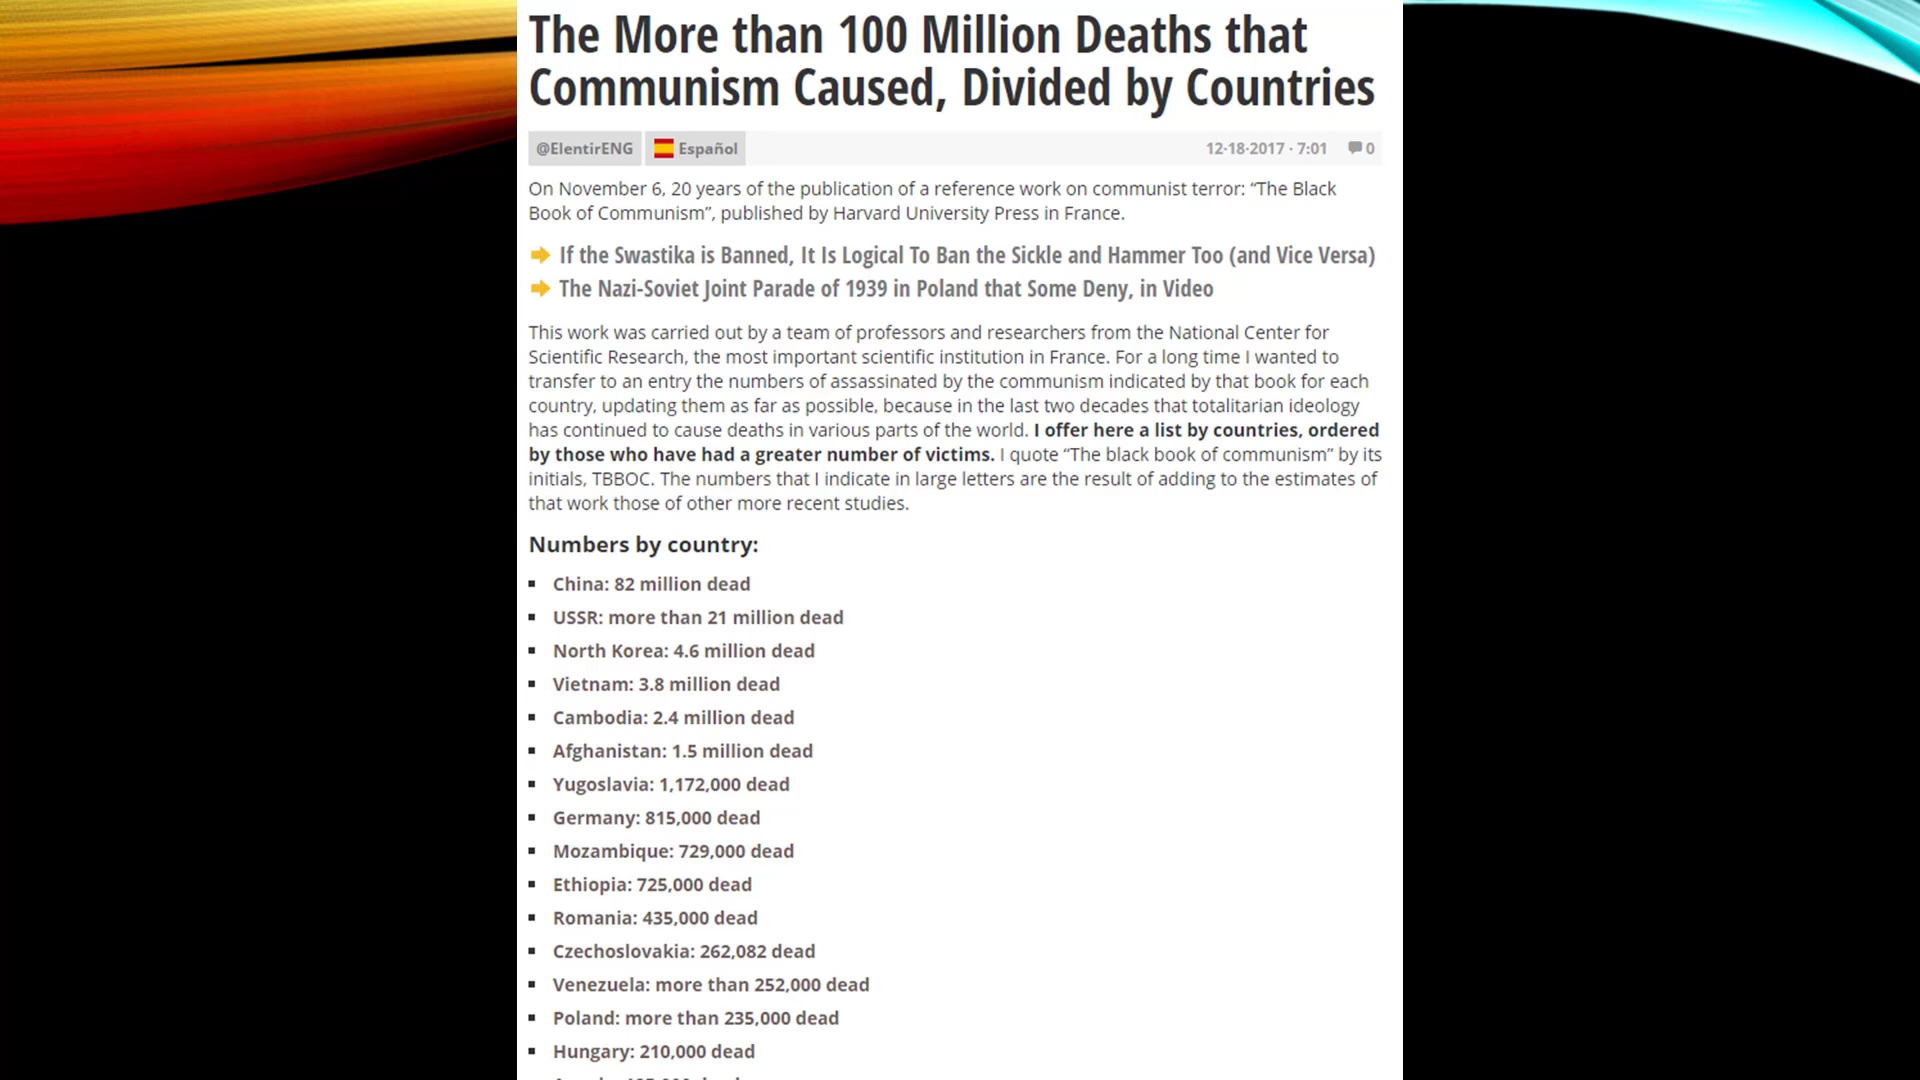 The More than 100 Million Deaths that
Communism Caused, Divided by Countries
@ElentirENG Español 12·18·2017 · 7:01 0
On November 6, 20 years of the publication of a reference work on communist terror: “The Black
Book of Communism”, published by Harvard University Press in France.
If the Swastika is Banned, It Is Logical To Ban the Sickle and Hammer Too (and Vice Versa)
The Nazi-Soviet Joint Parade of 1939 in Poland that Some Deny, in Video
This work was carried out by a team of professors and researchers from the National Center for
Scientific Research, the most important scientific institution in France. For a long time I wanted to
transfer to an entry the numbers of assassinated by the communism indicated by that book for each
country, updating them as far as possible, because in the last two decades that totalitarian ideology
has continued to cause deaths in various parts of the world. I offer here a list by countries, ordered
by those who have had a greater number of victims. I quote “The black book of communism” by its
initials, TBBOC. The numbers that I indicate in large letters are the result of adding to the estimates of
that work those of other more recent studies.
Numbers by country:
China: 82 million dead
USSR: more than 21 million dead
North Korea: 4.6 million dead
Vietnam: 3.8 million dead
Cambodia: 2.4 million dead
Afghanistan: 1.5 million dead
Yugoslavia: 1,172,000 dead
Germany: 815,000 dead
Mozambique: 729,000 dead
Ethiopia: 725,000 dead
Romania: 435,000 dead
Czechoslovakia: 262,082 dead
Venezuela: more than 252,000 dead
Poland: more than 235,000 dead
Hungary: 210,000 dead